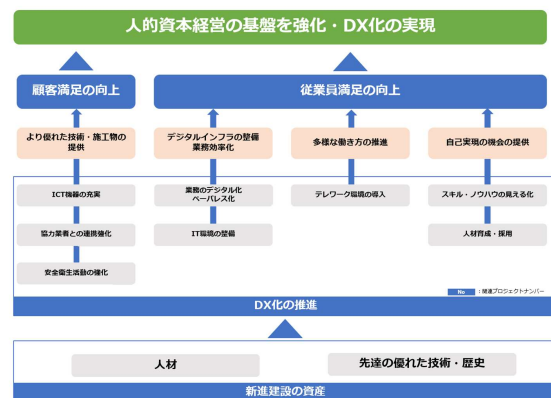 人的資本経営の基盤を強化・DX化の実現
顧客満足の向上
従業員満足の向上
より優れた技術・施工物の
提供
デジタルインフラの整備
業務効率化
多様な働き方の推進
自己実現の機会の提供
ICT機器の充実
業務のデジタル化
ペーパレス化
テレワーク環境の導入
スキル・ノウハウの見える化
協力業者との連携強化
IT環境の整備
人材育成・採用
安全衛生活動の強化
No ：関連プロジェクトナンバー
DX化の推進
人材
先達の優れた技術・歴史
新進建設の資産